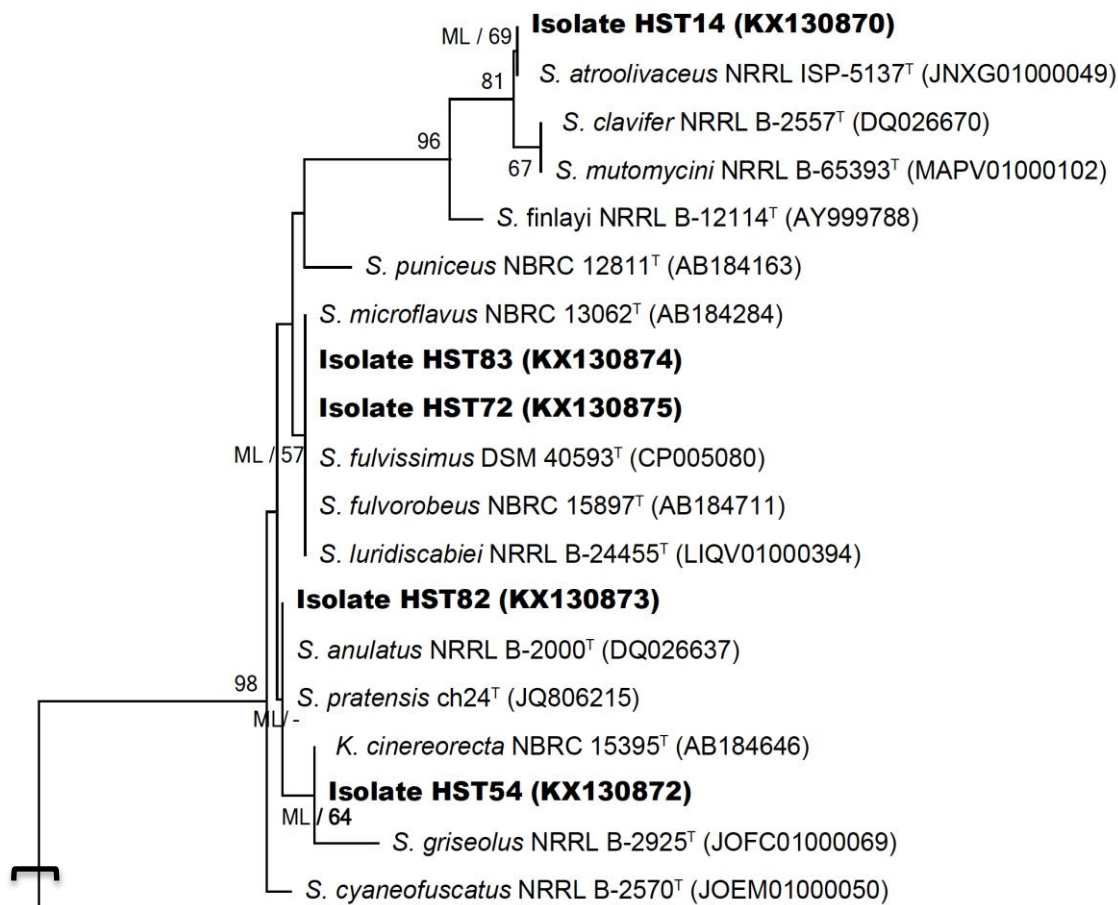 Isolate HST14 (KX130870)
ML / 69
S. atroolivaceus NRRL ISP-5137ᵀ (JNXG01000049)
81
S. clavifer NRRL B-2557ᵀ (DQ026670)
96
67
S. mutomycini NRRL B-65393ᵀ (MAPV01000102)
S. finlayi NRRL B-12114ᵀ (AY999788)
S. puniceus NBRC 12811ᵀ (AB184163)
S. microflavus NBRC 13062ᵀ (AB184284)
Isolate HST83 (KX130874)
Isolate HST72 (KX130875)
ML / 57
S. fulvissimus DSM 40593ᵀ (CP005080)
S. fulvorobeus NBRC 15897ᵀ (AB184711)
S. luridiscabiei NRRL B-24455ᵀ (LIQV01000394)
Isolate HST82 (KX130873)
S. anulatus NRRL B-2000ᵀ (DQ026637)
98
S. pratensis ch24ᵀ (JQ806215)
ML / -
K. cinereorecta NBRC 15395ᵀ (AB184646)
Isolate HST54 (KX130872)
ML / 64
S. griseolus NRRL B-2925ᵀ (JOFC01000069)
S. cyaneofuscatus NRRL B-2570ᵀ (JOEM01000050)